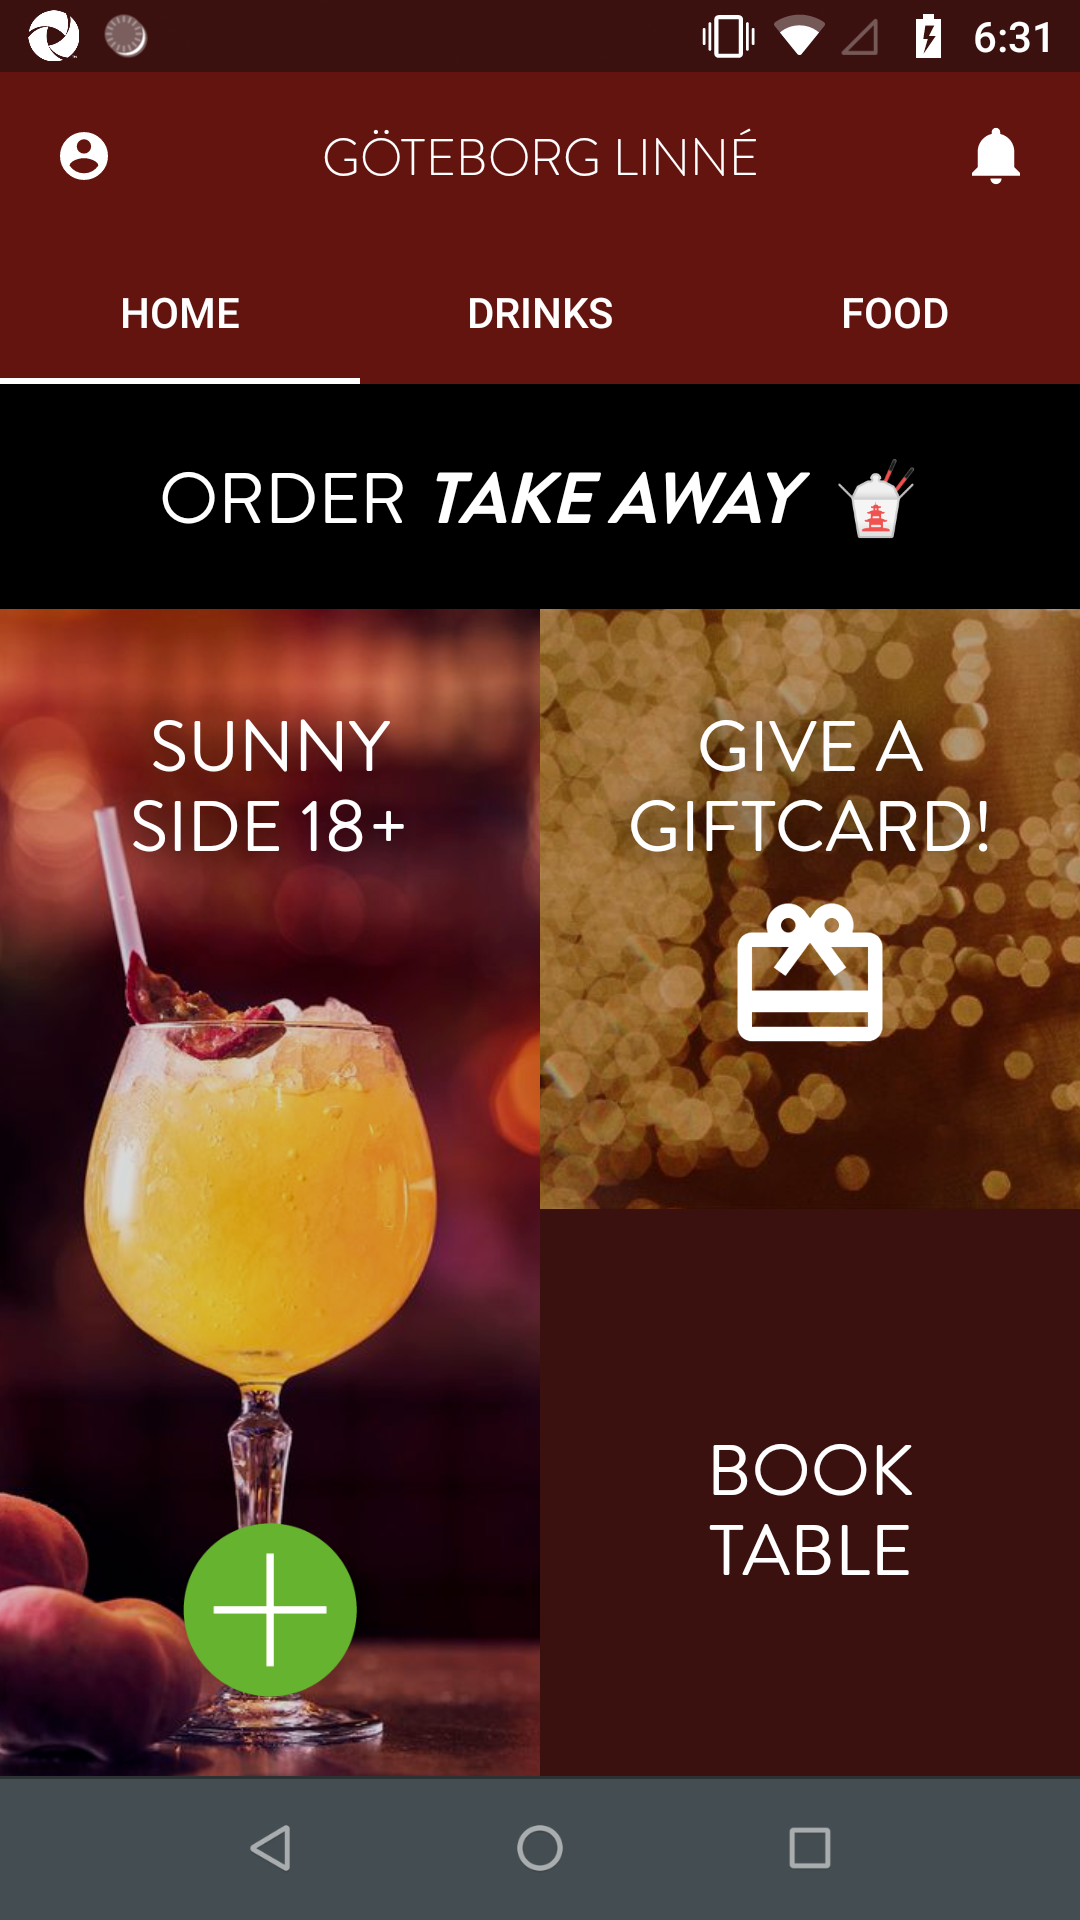 6:31
GÖTEBORG LINNÉ
HOME
DRINKS
FOOD
ORDER TAKE AWAY
SUNNY
SIDE 18+
GIVE A
GIFTCARD!
BOOK
TABLE